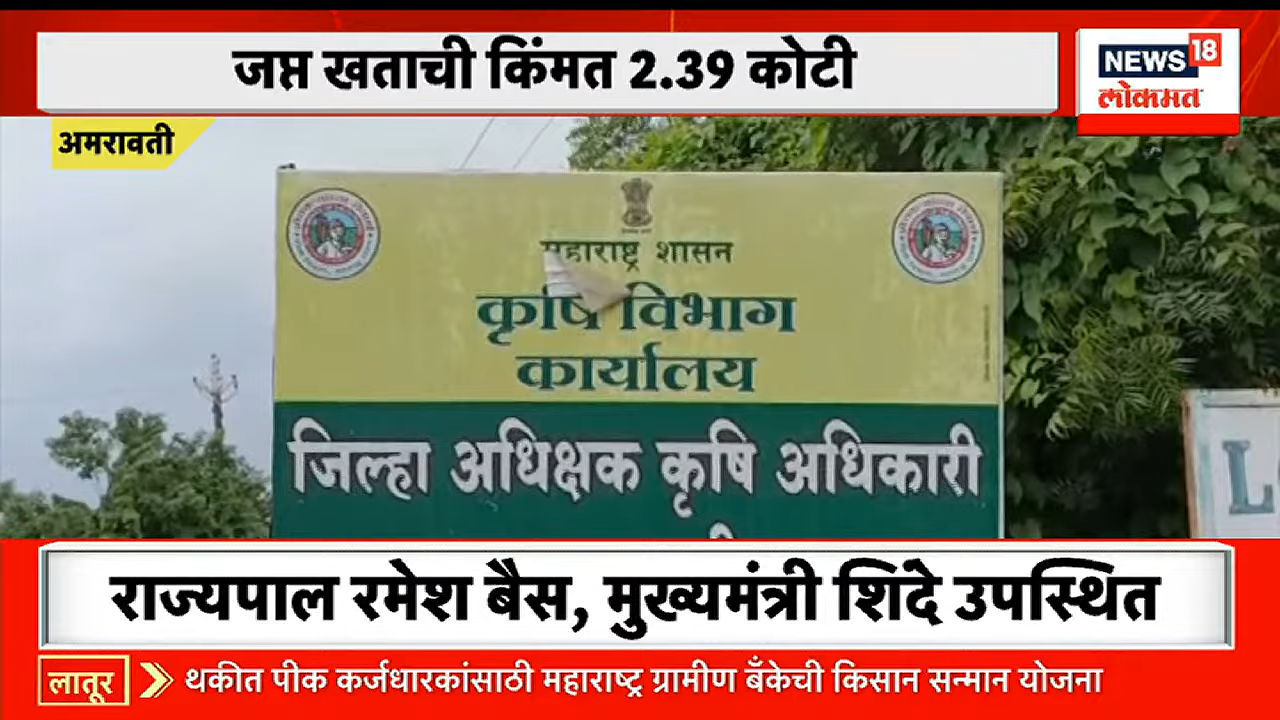 जप्त खताची किंमत 2.39 कोटी
NEWS18
लोकमत
अमरावती
महाराष्ट्र शासन
कृषि विभाग
कार्यालय
जिल्हा अधिक्षक कृषि अधिकारी
L
राज्यपाल रमेश बैस, मुख्यमंत्री शिंदे उपस्थित
लातूर थकीत पीक कर्जधारकांसाठी महाराष्ट्र ग्रामीण बँकेची किसान सन्मान योजना